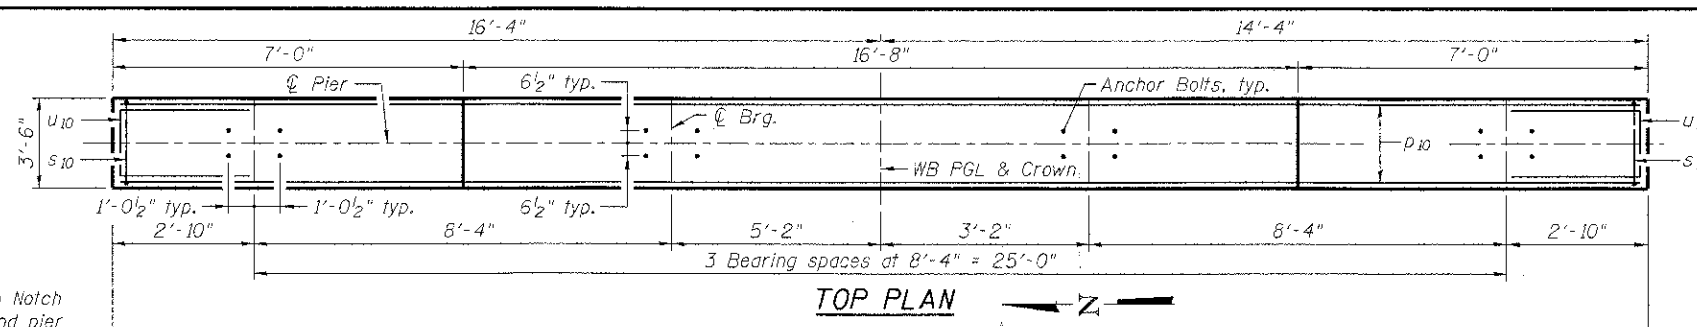 16'-4" 14'-4"
7'-0" 16'-8" 7'-0"
℄ Pier 6½" typ. Anchor Bolts, typ.
℄ Brg.
3'-6" u10 s10 p10 u s
WB PGL & Crown
1'-0½" typ. 1'-0½" typ. 6½" typ.
2'-10" 8'-4" 5'-2" 3'-2" 8'-4" 2'-10"
3 Bearing spaces at 8'-4" = 25'-0"
Notch
TOP PLAN Z
pier